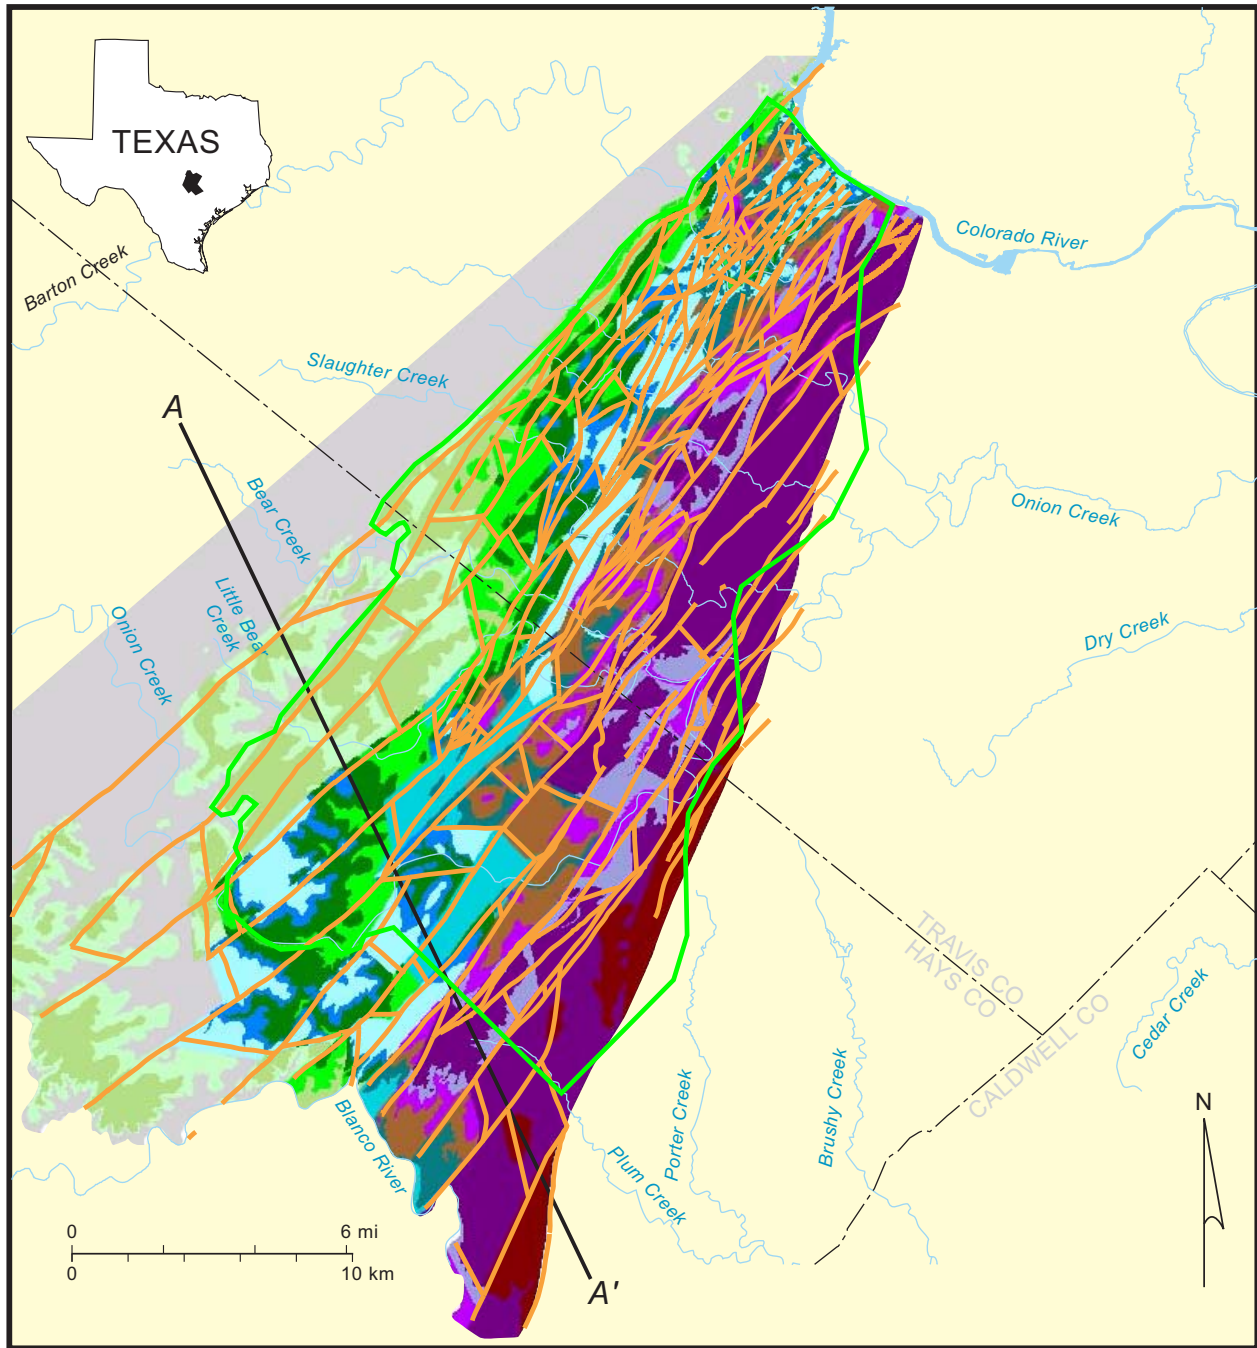 TEXAS
Barton Creek
Colorado River
Slaughter Creek
A
Bear Creek
Onion Creek
Little Bear
Creek
Onion Creek
Dry Creek
TRAVIS CO
HAYS CO
CALDWELL CO
Cedar Creek
Blanco River
Plum Creek
Porter Creek
Brushy Creek
N
0 6 mi
0 10 km
A'